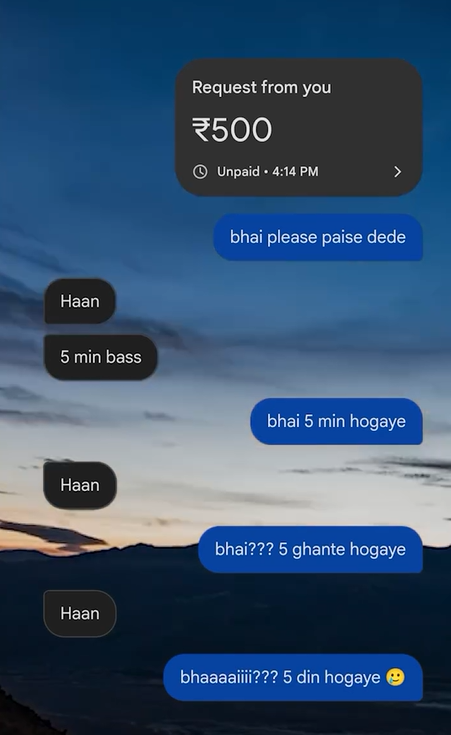 Request from you
₹500
Unpaid • 4:14 PM
bhai please paise dede
Haan
5 min bass
bhai 5 min hogaye
Haan
bhai??? 5 ghante hogaye
Haan
bhaaaaiiii??? 5 din hogaye 🥲